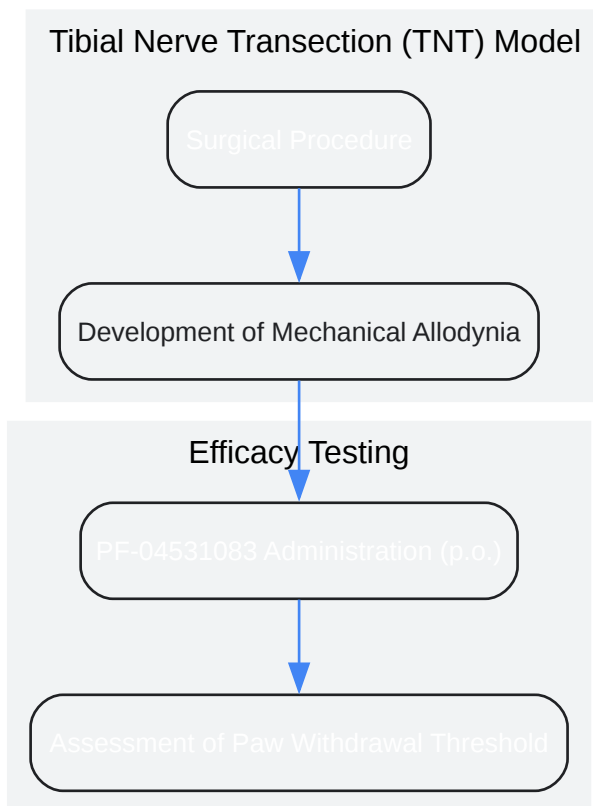 Tibial Nerve Transection (TNT) Model
Surgical Procedure
Development of Mechanical Allodynia
Efficacy Testing
PF-04531083 Administration (p.o.)
Assessment of Paw Withdrawal Threshold